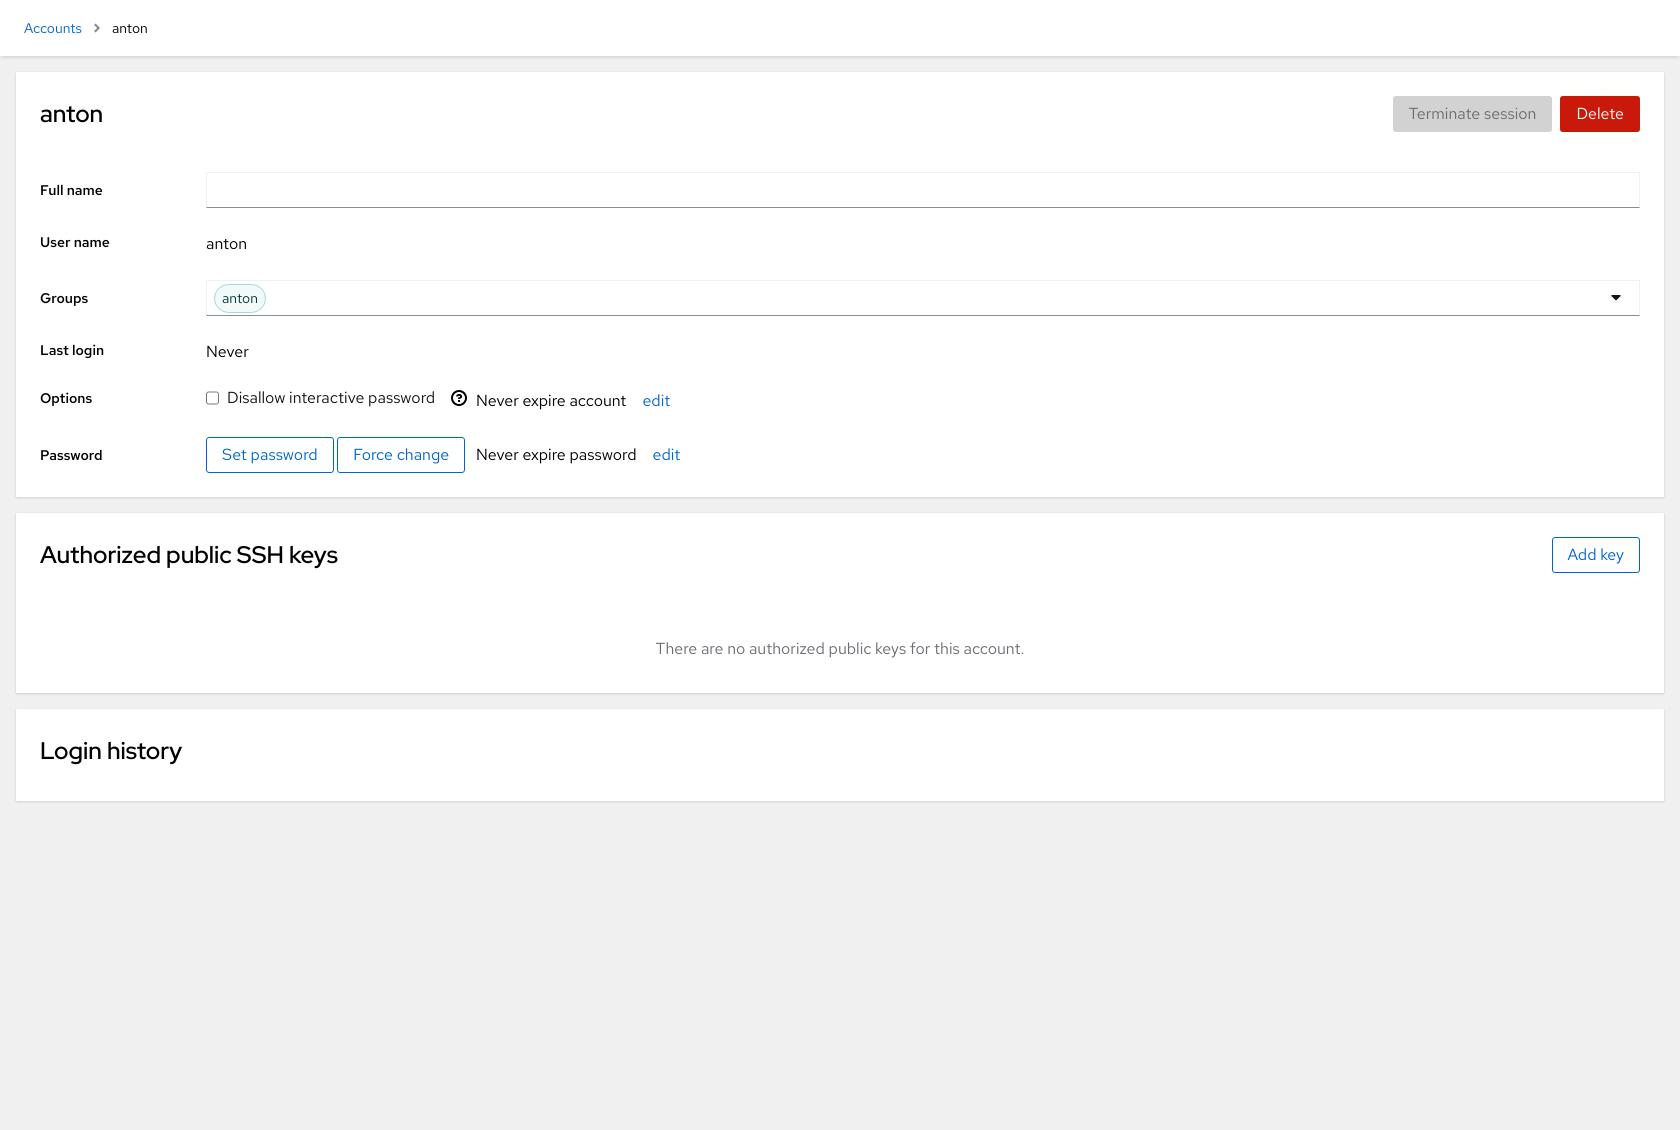 Accounts > anton
anton
Terminate session
Delete
Full name
User name
anton
Groups
anton
Last login
Never
Options
Disallow interactive password
Never expire account
edit
Password
Set password
Force change
Never expire password
edit
Authorized public SSH keys
Add key
There are no authorized public keys for this account.
Login history